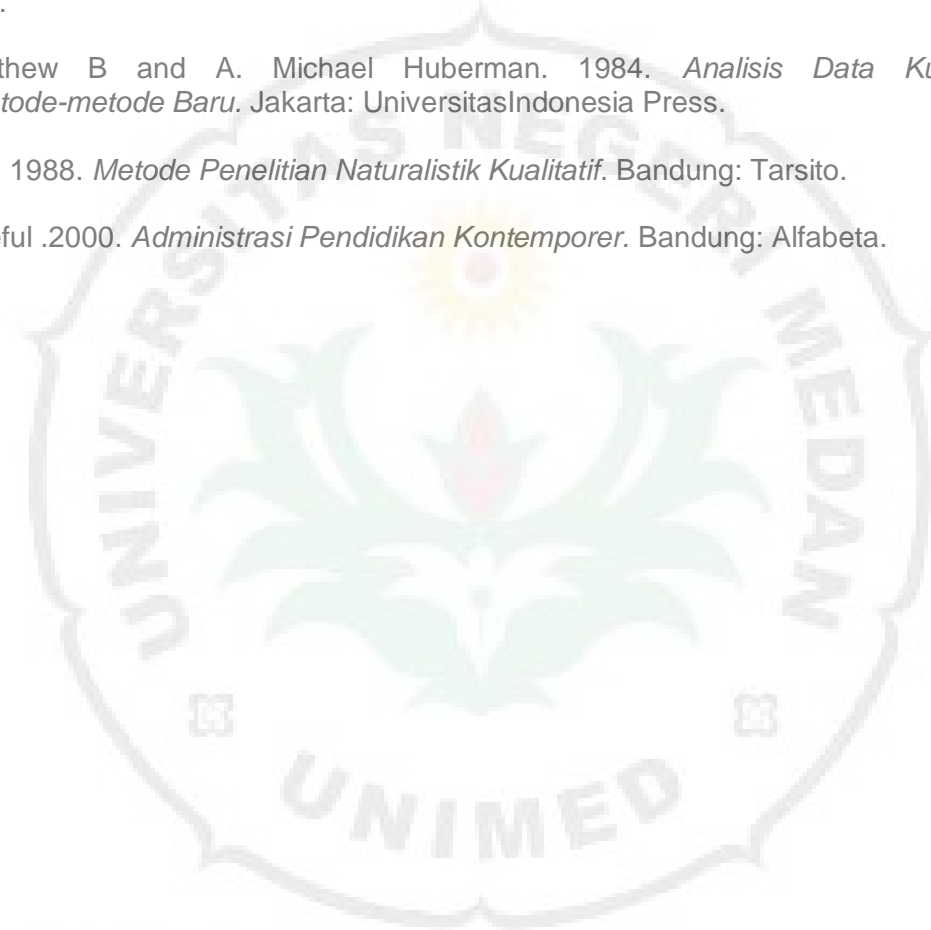 .
thew B and A. Michael Huberman. 1984. Analisis Data Ku
tode-metode Baru. Jakarta: UniversitasIndonesia Press.
1988. Metode Penelitian Naturalistik Kualitatif. Bandung: Tarsito.
ful .2000. Administrasi Pendidikan Kontemporer. Bandung: Alfabeta.
UNIVERSITAS NEGERI MEDAN
UNIMED